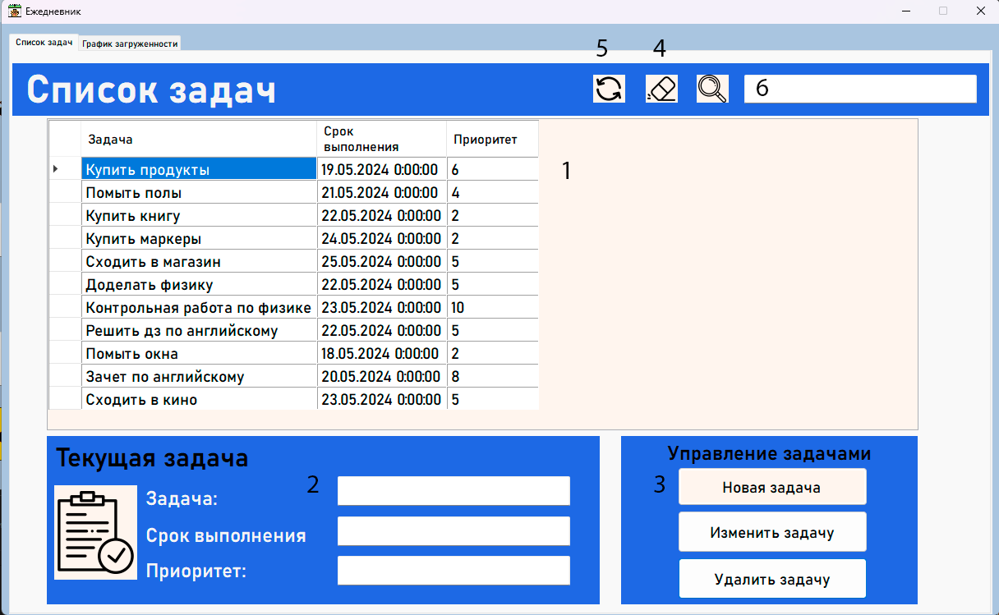 Ежедневник
Список задач График загруженности
5 4
Список задач 6
Задача Срок выполнения Приоритет
Купить продукты 19.05.2024 0:00:00 6
1
Помыть полы 21.05.2024 0:00:00 4
Купить книгу 22.05.2024 0:00:00 2
Купить маркеры 24.05.2024 0:00:00 2
Сходить в магазин 25.05.2024 0:00:00 5
Доделать физику 22.05.2024 0:00:00 5
Контрольная работа по физике 23.05.2024 0:00:00 10
Решить дз по английскому 22.05.2024 0:00:00 5
Помыть окна 18.05.2024 0:00:00 2
Зачет по английскому 20.05.2024 0:00:00 8
Сходить в кино 23.05.2024 0:00:00 5
Текущая задача
2
Задача:
Срок выполнения
Приоритет:
Управление задачами
3
Новая задача
Изменить задачу
Удалить задачу